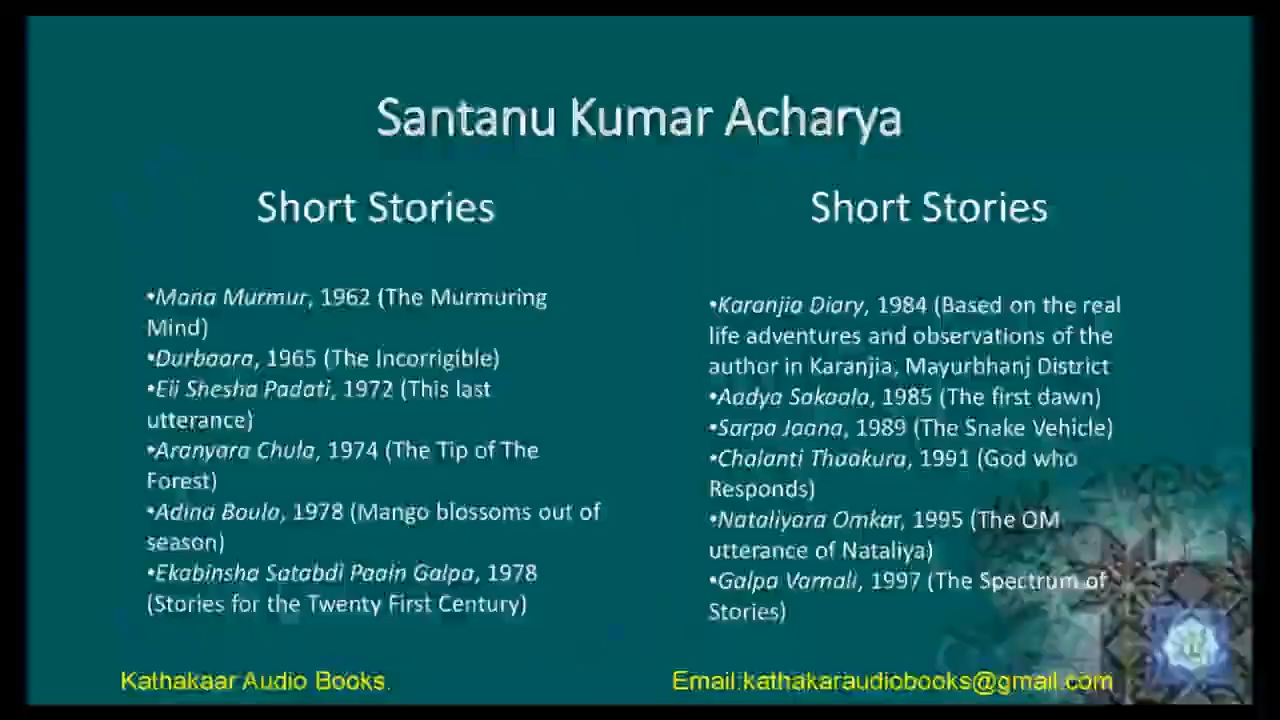 Santanu Kumar Acharya
Short Stories
•Mana Murmur, 1962 (The Murmuring
Mind)
•Durbaara, 1965 (The Incorrigible)
•Eii Shesha Padati, 1972 (This last
utterance)
•Aranyara Chula, 1974 (The Tip of The
Forest)
•Adina Boula, 1978 (Mango blossoms out of
season)
•Ekabinsha Satabdi Paain Galpa, 1978
(Stories for the Twenty First Century)
Short Stories
•Karanjia Diary, 1984 (Based on the real
life adventures and observations of the
author in Karanjia, Mayurbhanj District
•Aadya Sakaala, 1985 (The first dawn)
•Sarpa Jaana, 1989 (The Snake Vehicle)
•Chalanti Thaakura, 1991 (God who
Responds)
•Nataliyara Omkar, 1995 (The OM
utterance of Nataliya)
•Galpa Varnali, 1997 (The Spectrum of
Stories)
Kathakaar Audio Books.
Email:kathakaraudiobooks@gmail.com